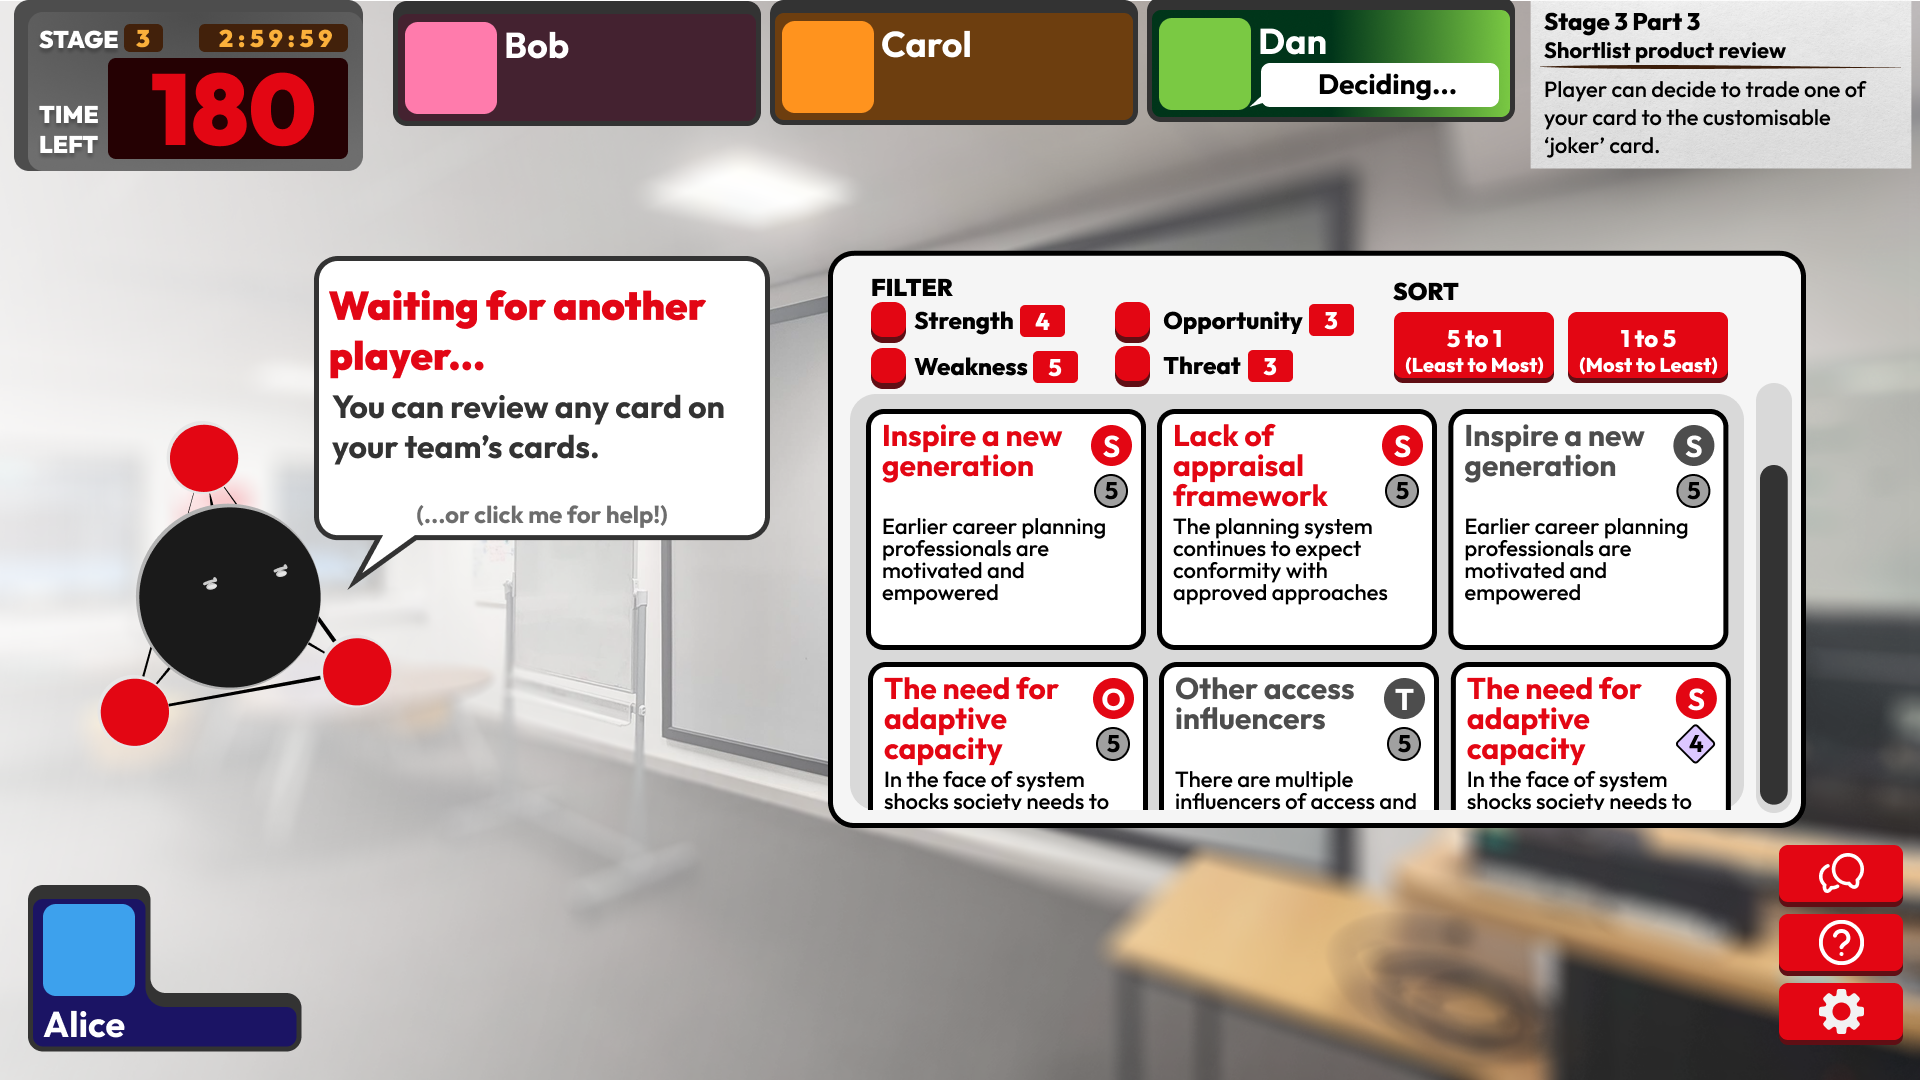 STAGE 3 2:59:59
TIME
LEFT
180
Bob
Carol
Dan
Deciding...
Stage 3 Part 3
Shortlist product review
Player can decide to trade one of
your card to the customisable
‘joker’ card.
Waiting for another
player...
You can review any card on
your team’s cards.
(...or click me for help!)
FILTER
Strength 4
Opportunity 3
Weakness 5
Threat 3
SORT
5 to 1
(Least to Most)
1 to 5
(Most to Least)
Inspire a new
generation
S
5
Earlier career planning
professionals are
motivated and
empowered
Lack of
appraisal
framework
S
5
The planning system
continues to expect
conformity with
approved approaches
Inspire a new
generation
S
5
Earlier career planning
professionals are
motivated and
empowered
The need for
adaptive
capacity
O
5
In the face of system
shocks society needs to
Other access
influencers
T
5
There are multiple
influencers of access and
The need for
adaptive
capacity
S
4
In the face of system
shocks society needs to
Alice
?